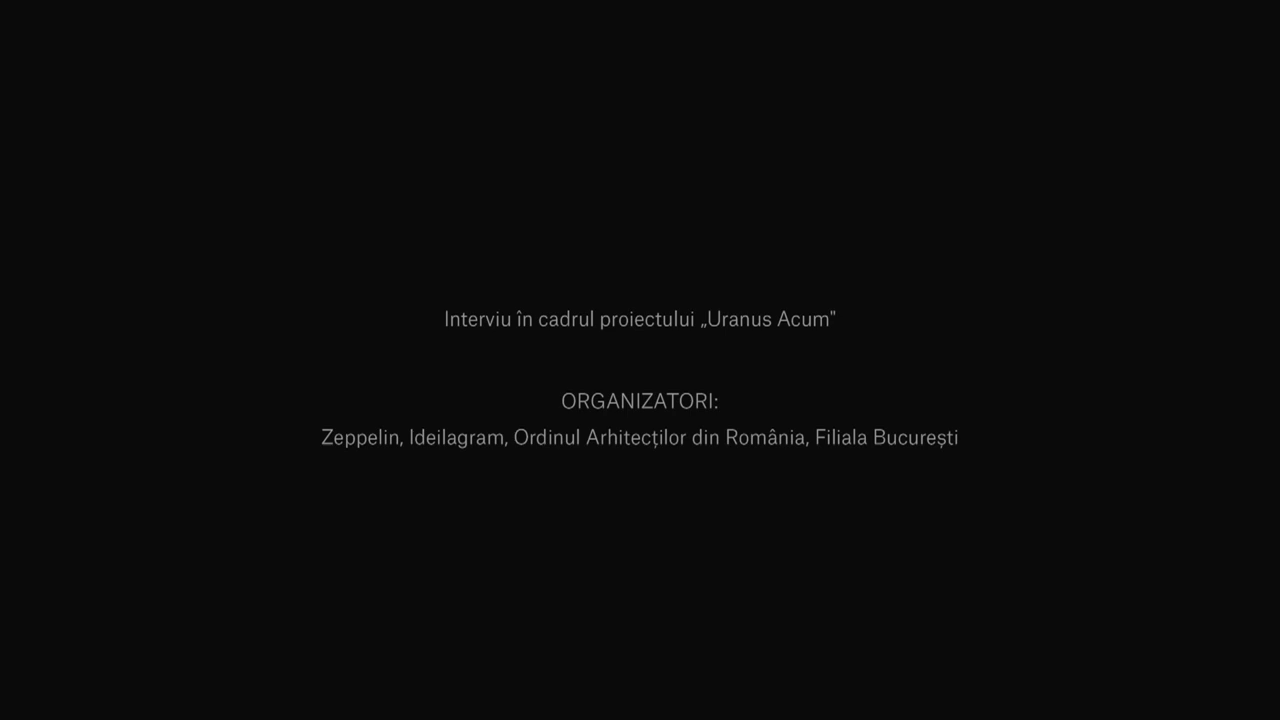 Interviu în cadrul proiectului „Uranus Acum"
ORGANIZATORI:
Zeppelin, Ideilagram, Ordinul Arhitecților din România, Filiala București